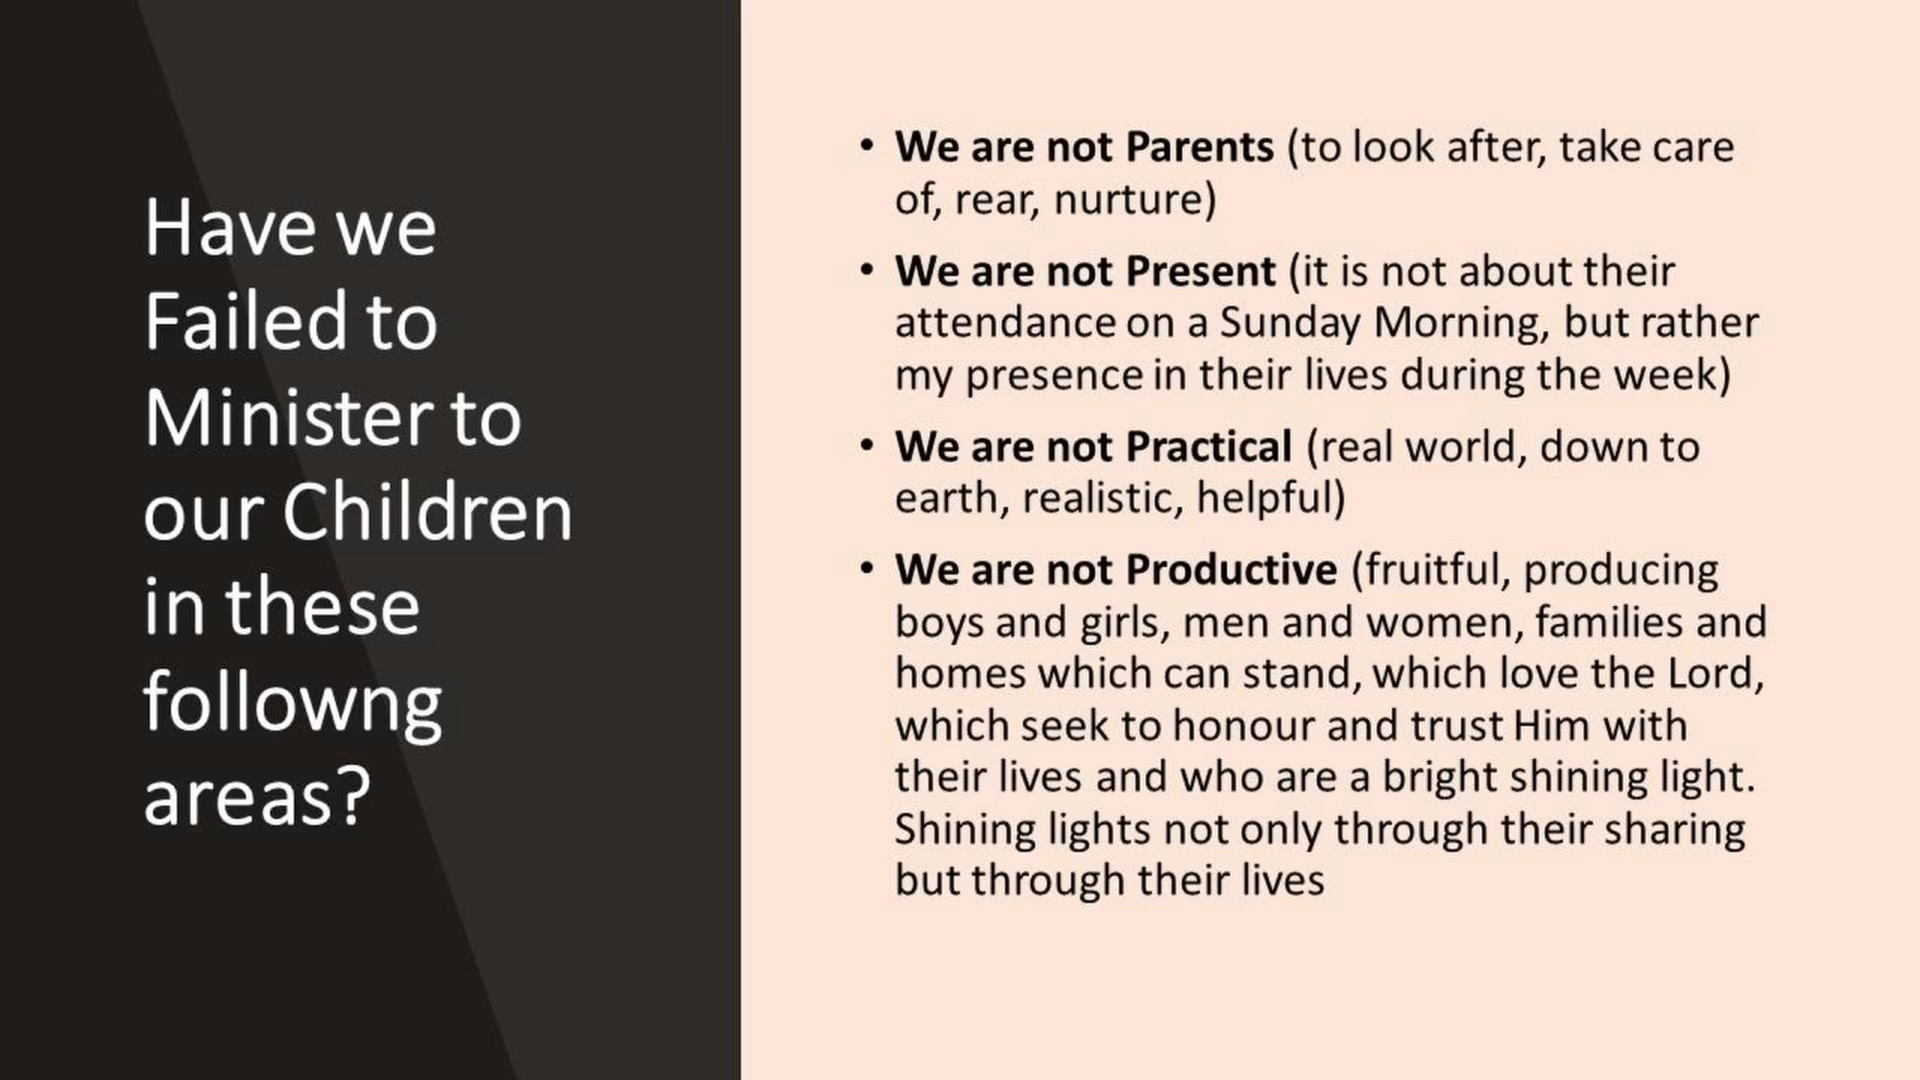 Have we
Failed to
Minister to
our Children
in these
followng
areas?
• We are not Parents (to look after, take care
of, rear, nurture)
• We are not Present (it is not about their
attendance on a Sunday Morning, but rather
my presence in their lives during the week)
• We are not Practical (real world, down to
earth, realistic, helpful)
• We are not Productive (fruitful, producing
boys and girls, men and women, families and
homes which can stand, which love the Lord,
which seek to honour and trust Him with
their lives and who are a bright shining light.
Shining lights not only through their sharing
but through their lives